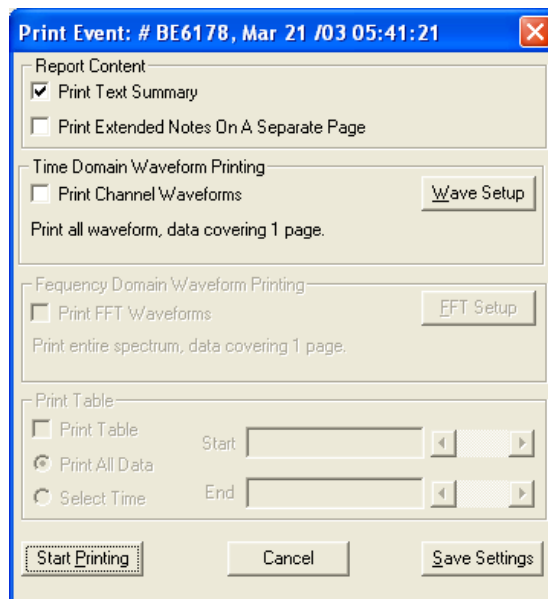 Print Event: # BE6178, Mar 21 /03 05:41:21
Report Content
Print Text Summary
Print Extended Notes On A Separate Page
Time Domain Waveform Printing
Print Channel Waveforms
Wave Setup
Print all waveform, data covering 1 page.
Fequency Domain Waveform Printing
Print FFT Waveforms
FFT Setup
Print entire spectrum, data covering 1 page.
Print Table
Print Table
Start
Print All Data
Select Time
End
Start Printing
Cancel
Save Settings